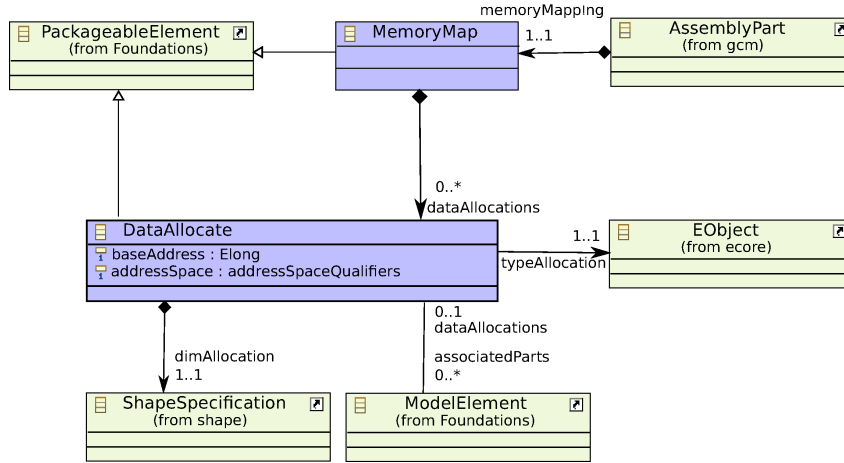 memoryMapping
PackageableElement
(from Foundations)
MemoryMap
1..1
AssemblyPart
(from gcm)
0..*
dataAllocations
DataAllocate
baseAddress : Elong
addressSpace : addressSpaceQualifiers
1..1
typeAllocation
EObject
(from ecore)
0..1
dataAllocations
dimAllocation
1..1
associatedParts
0..*
ShapeSpecification
(from shape)
ModelElement
(from Foundations)